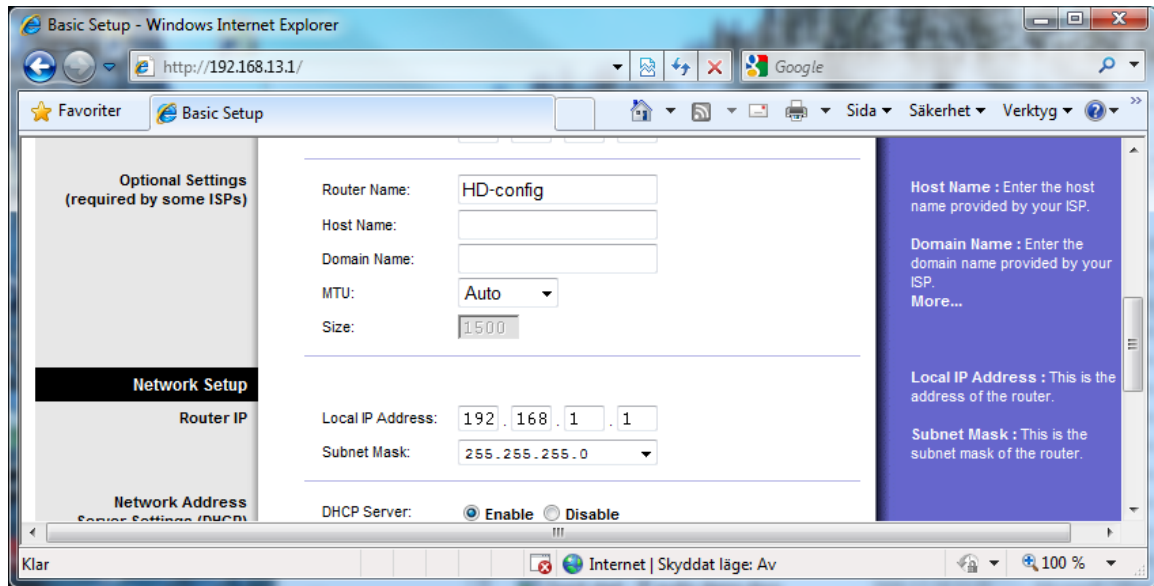 Basic Setup - Windows Internet Explorer
http://192.168.13.1/
Google
Favoriter
Basic Setup
Sida
Säkerhet
Verktyg
Optional Settings
(required by some ISPs)
Router Name: HD-config
Host Name:
Domain Name:
MTU: Auto
Size: 1500
Network Setup
Router IP
Local IP Address: 192 . 168 . 1 . 1
Subnet Mask: 255.255.255.0
Network Address
Server Settings (DHCP)
DHCP Server: Enable Disable
Host Name : Enter the host
name provided by your ISP.
Domain Name : Enter the
domain name provided by your
ISP.
More...
Local IP Address : This is the
address of the router.
Subnet Mask : This is the
subnet mask of the router.
Klar
Internet | Skyddat läge: Av
100 %